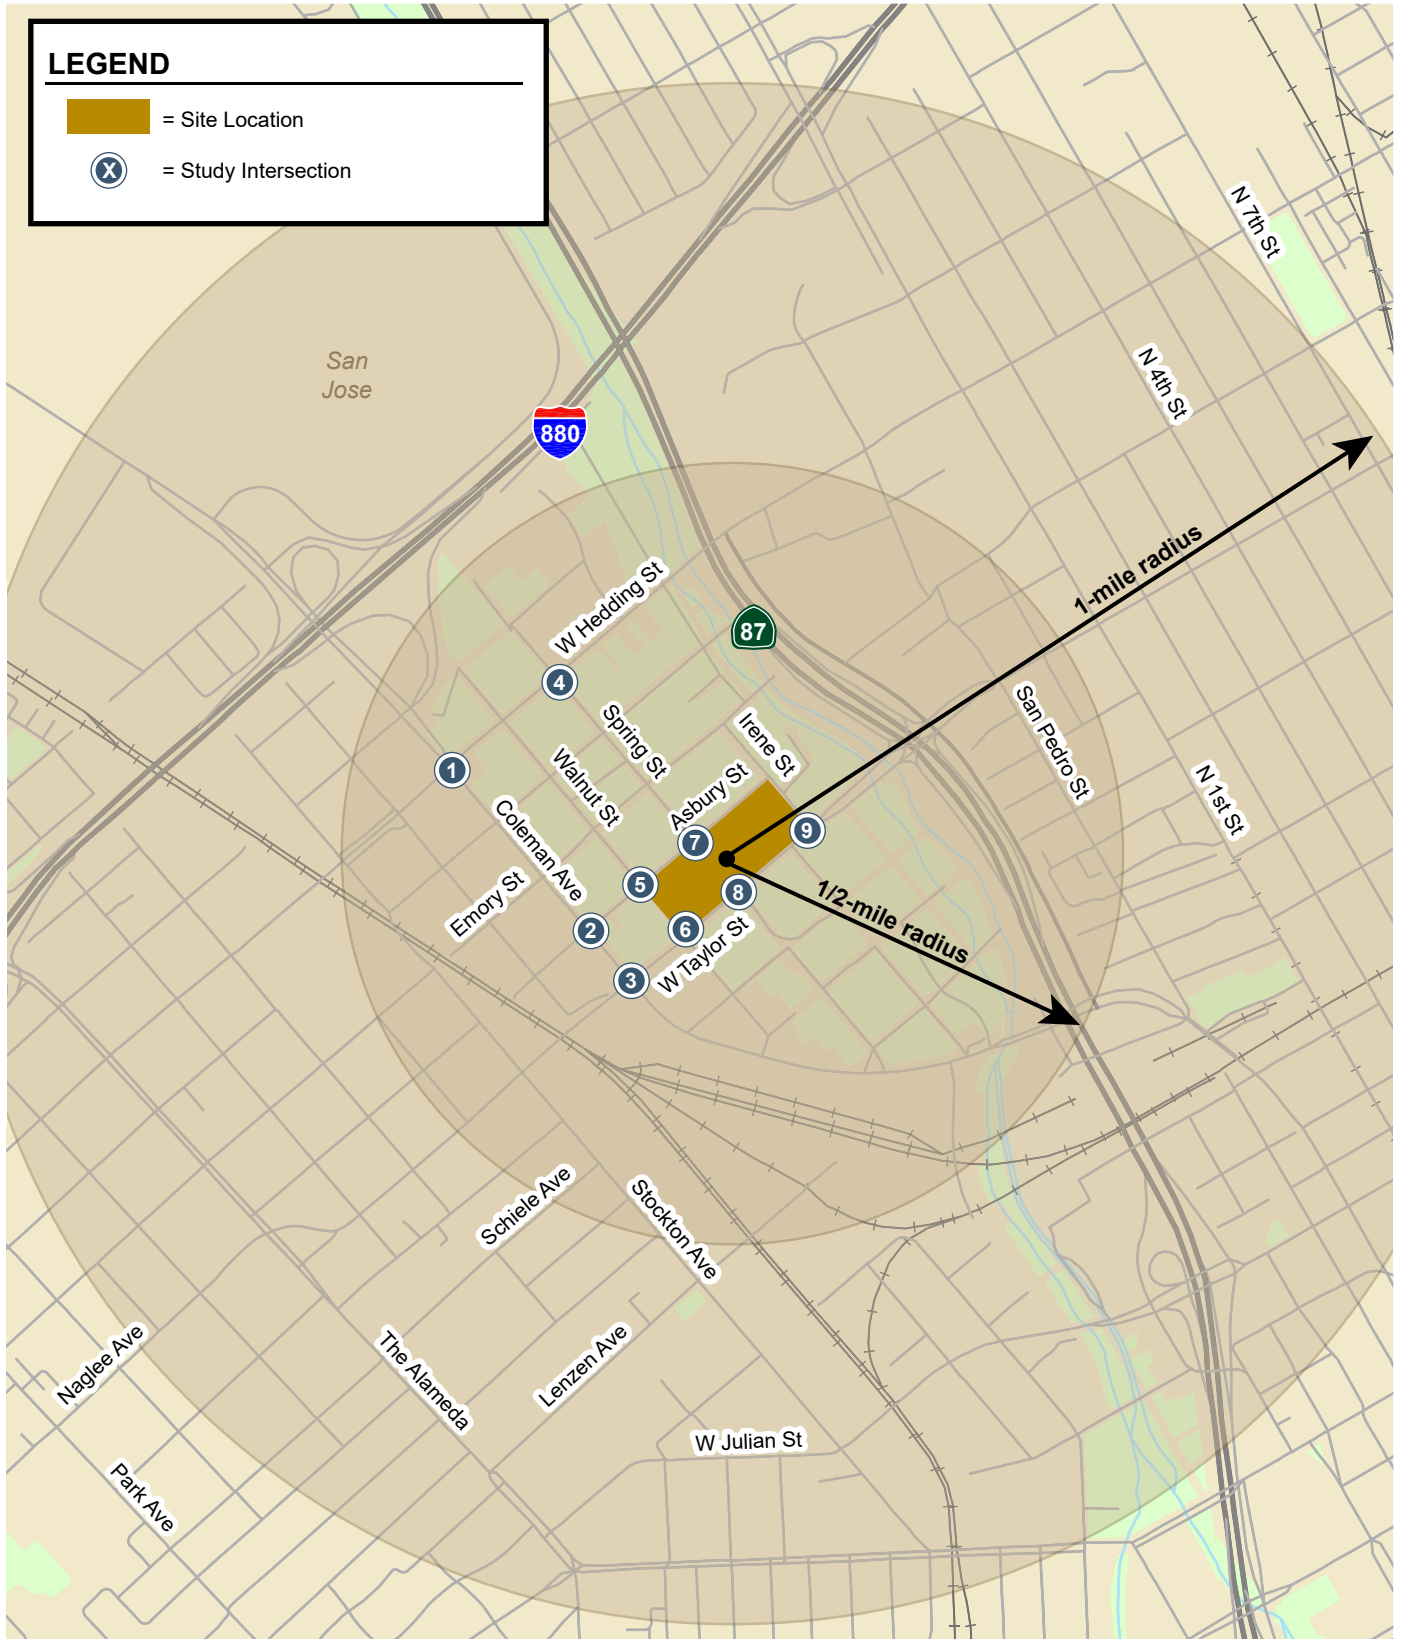 LEGEND
= Site Location
X
= Study Intersection
N 7th St
San
Jose
N 4th St
880
1-mile radius
W Hedding St
87
4
San Pedro St
Spring St
Irene St
1
Walnut St
Asbury St
N 1st St
Coleman Ave
9
7
5
8
Emory St
1/2-mile radius
2
6
W Taylor St
3
Schiele Ave
Stockton Ave
Naglee Ave
The Alameda
Lenzen Ave
W Julian St
Park Ave